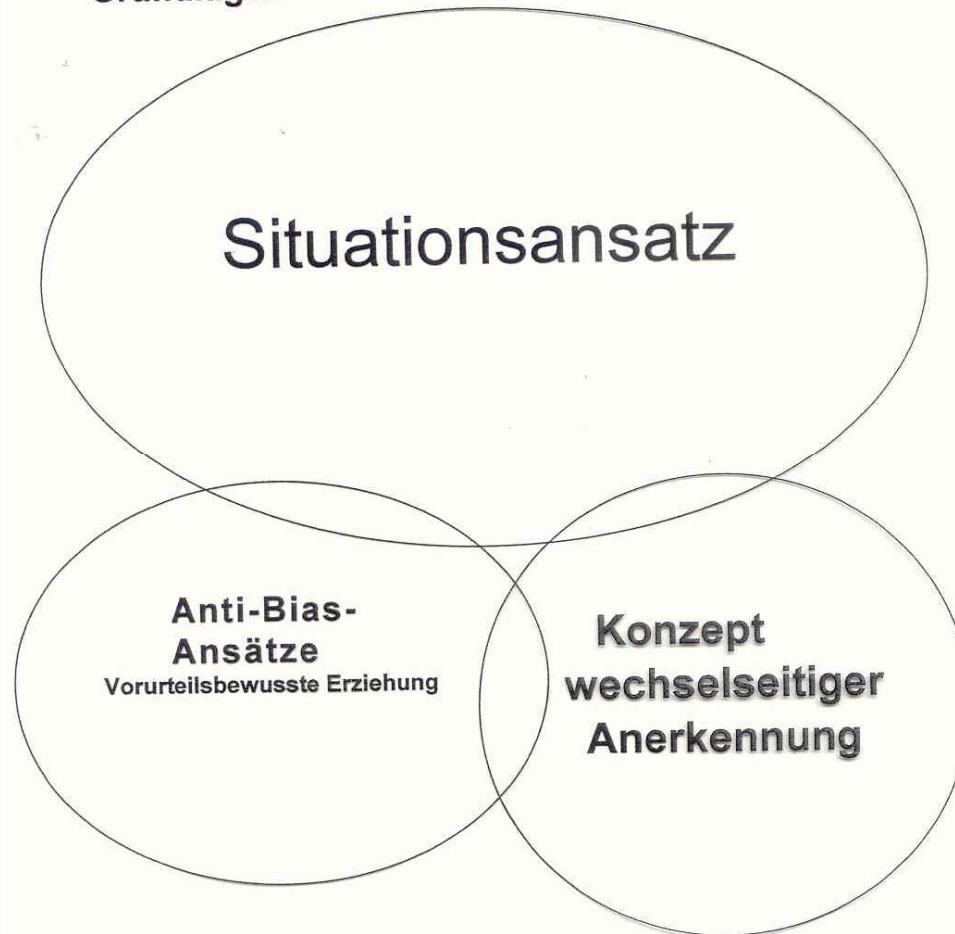 Situationsansatz
Anti-Bias-
Ansätze
Vorurteilsbewusste Erziehung
Konzept
wechselseitiger
Anerkennung